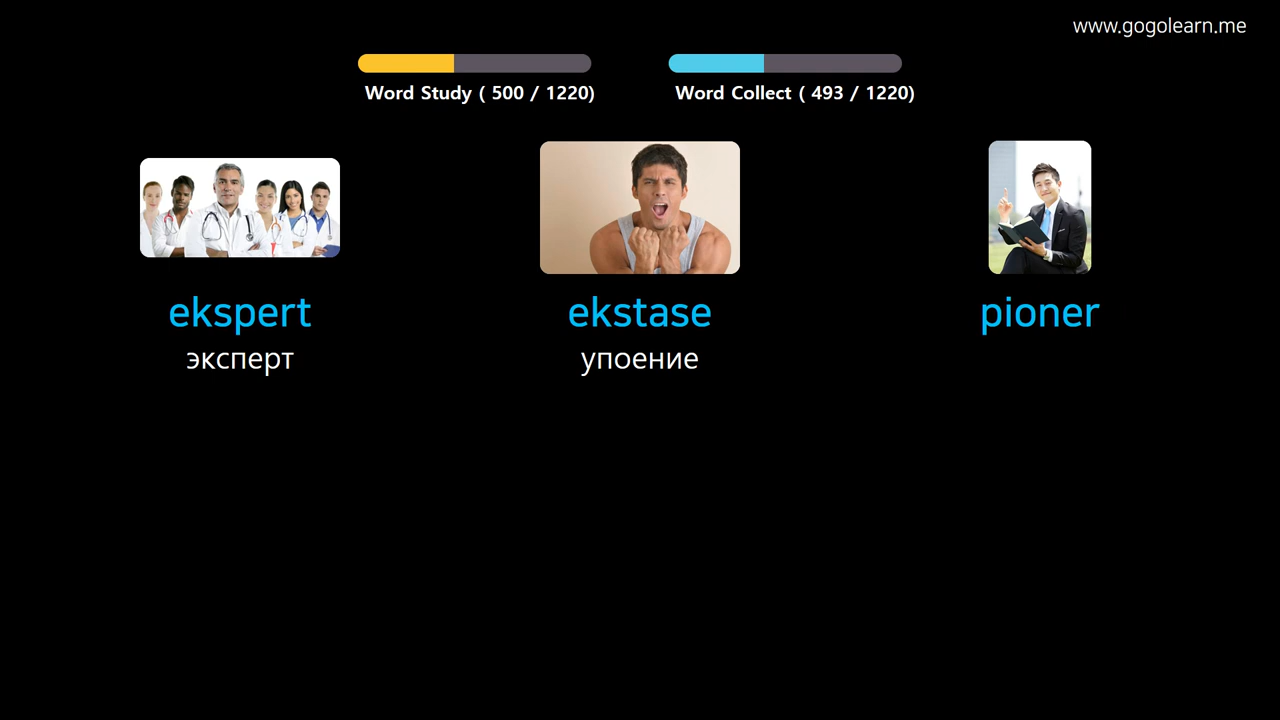 www.gogolearn.me
Word Study ( 500 / 1220)
Word Collect ( 493 / 1220)
ekspert
ekstase
pioner
эксперт
упоение